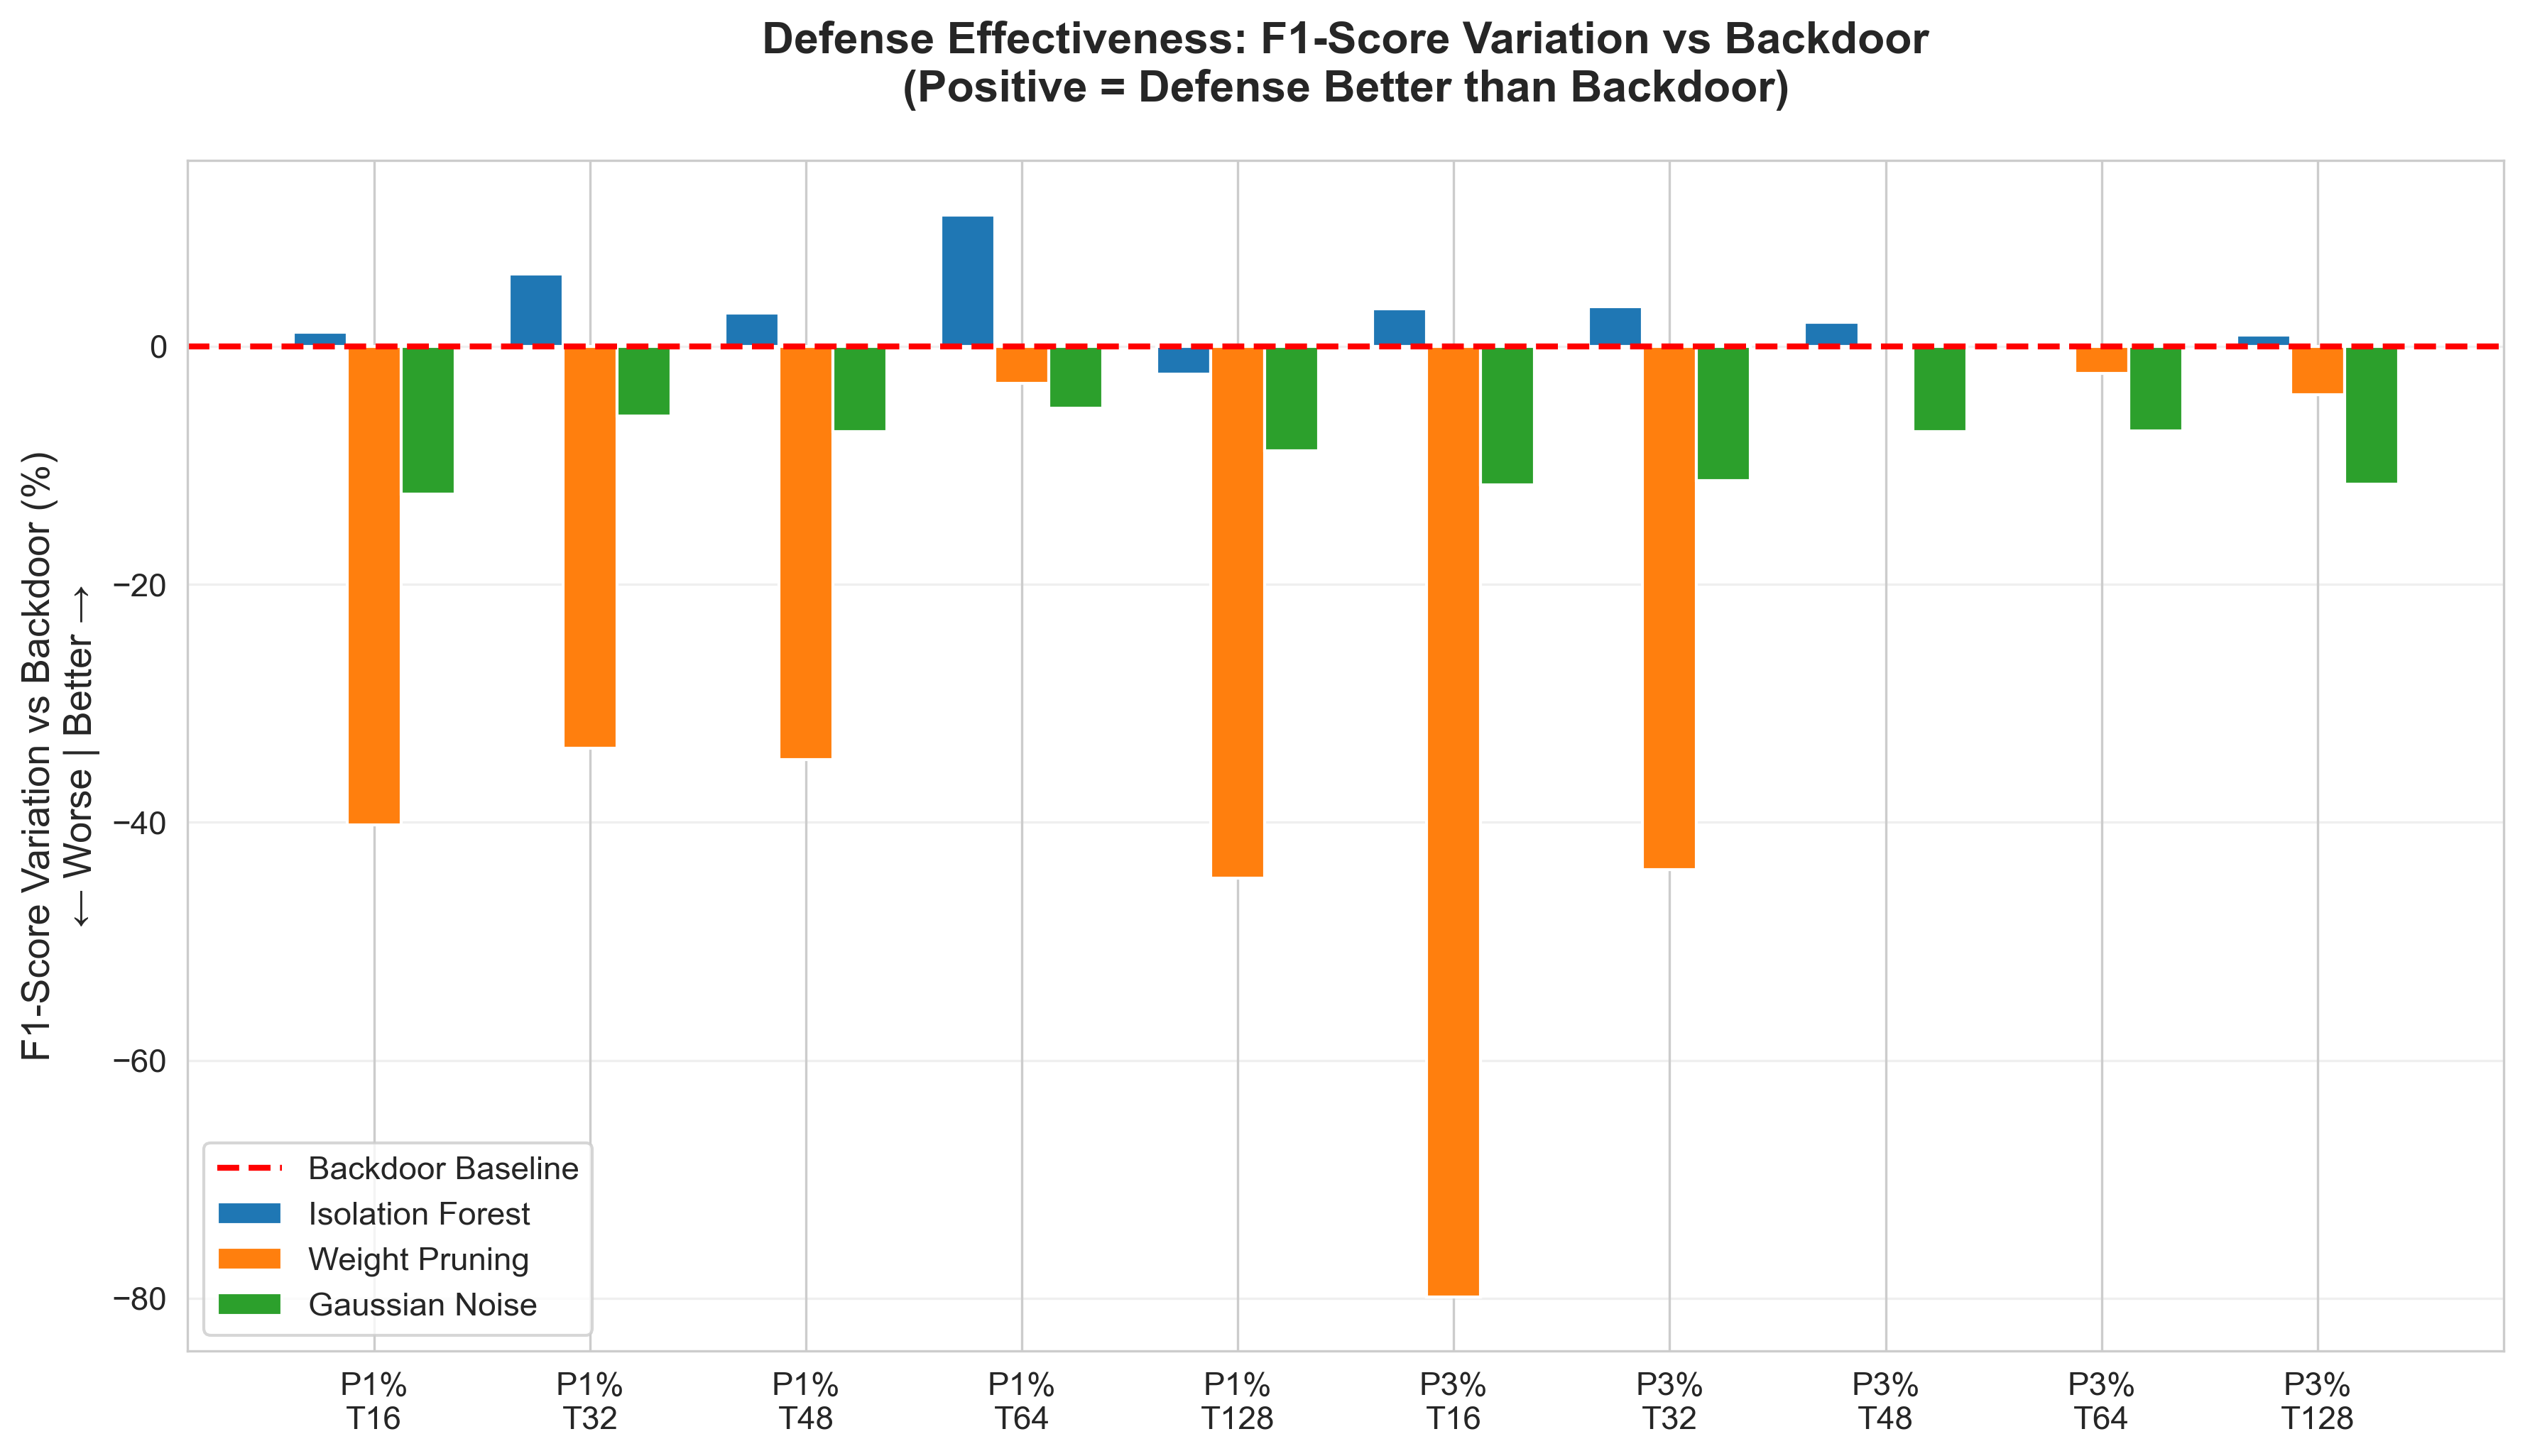 Defense Effectiveness: F1-Score Variation vs Backdoor
(Positive = Defense Better than Backdoor)
F1-Score Variation vs Backdoor (%)
← Worse | Better →
0
−20
−40
−60
−80
Backdoor Baseline
Isolation Forest
Weight Pruning
Gaussian Noise
P1%
T16
P1%
T32
P1%
T48
P1%
T64
P1%
T128
P3%
T16
P3%
T32
P3%
T48
P3%
T64
P3%
T128